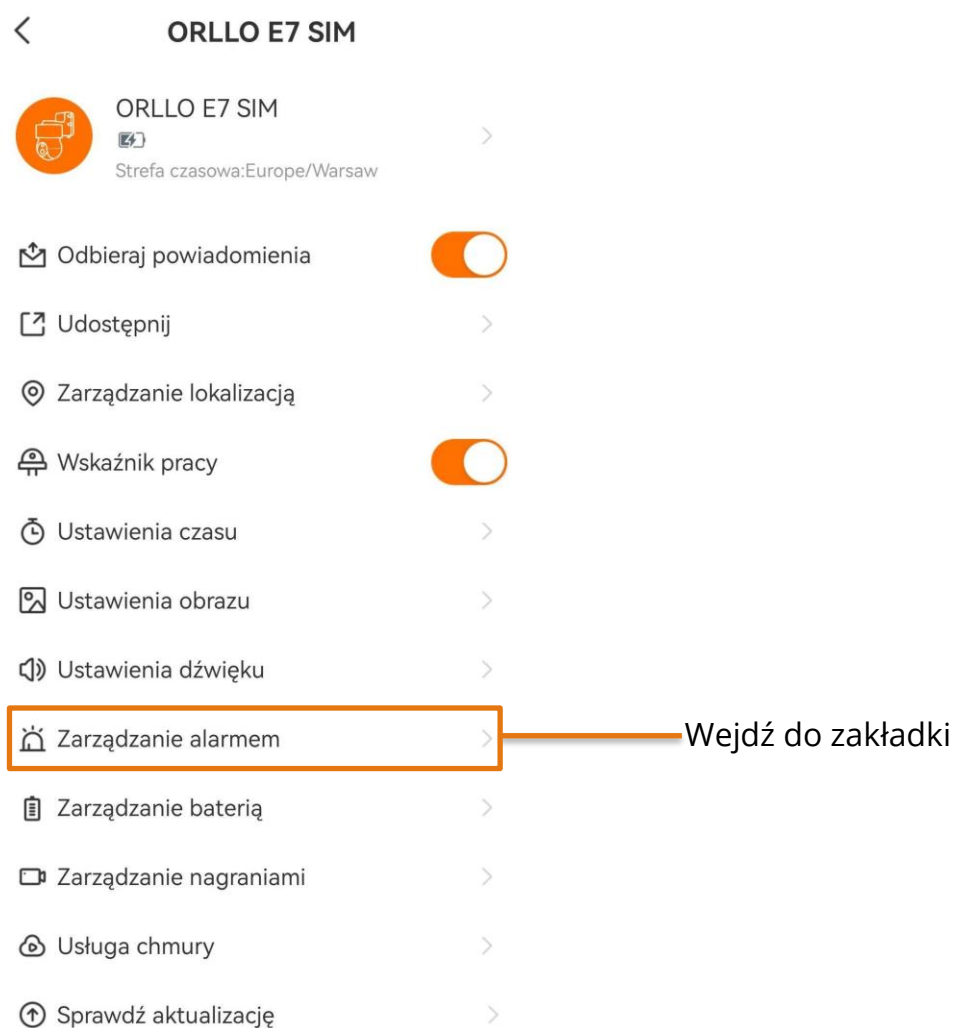 ORLLO E7 SIM
ORLLO E7 SIM
Strefa czasowa:Europe/Warsaw
Odbieraj powiadomienia
Udostępnij
Zarządzanie lokalizacją
Wskaźnik pracy
Ustawienia czasu
Ustawienia obrazu
Ustawienia dźwięku
Zarządzanie alarmem
Wejdź do zakładki
Zarządzanie baterią
Zarządzanie nagraniami
Usługa chmury
Sprawdź aktualizację